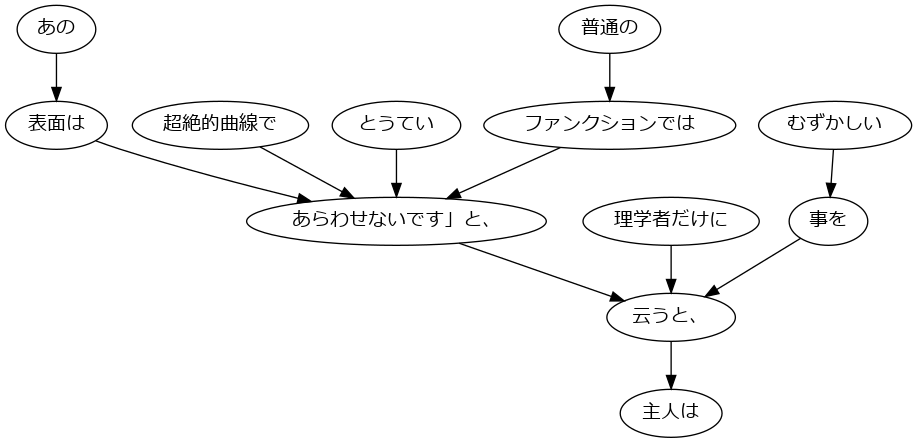 あの
普通の
表面は
超絶的曲線で
とうてい
ファンクションでは
むずかしい
あらわせないです」と、
理学者だけに
事を
云うと、
主人は